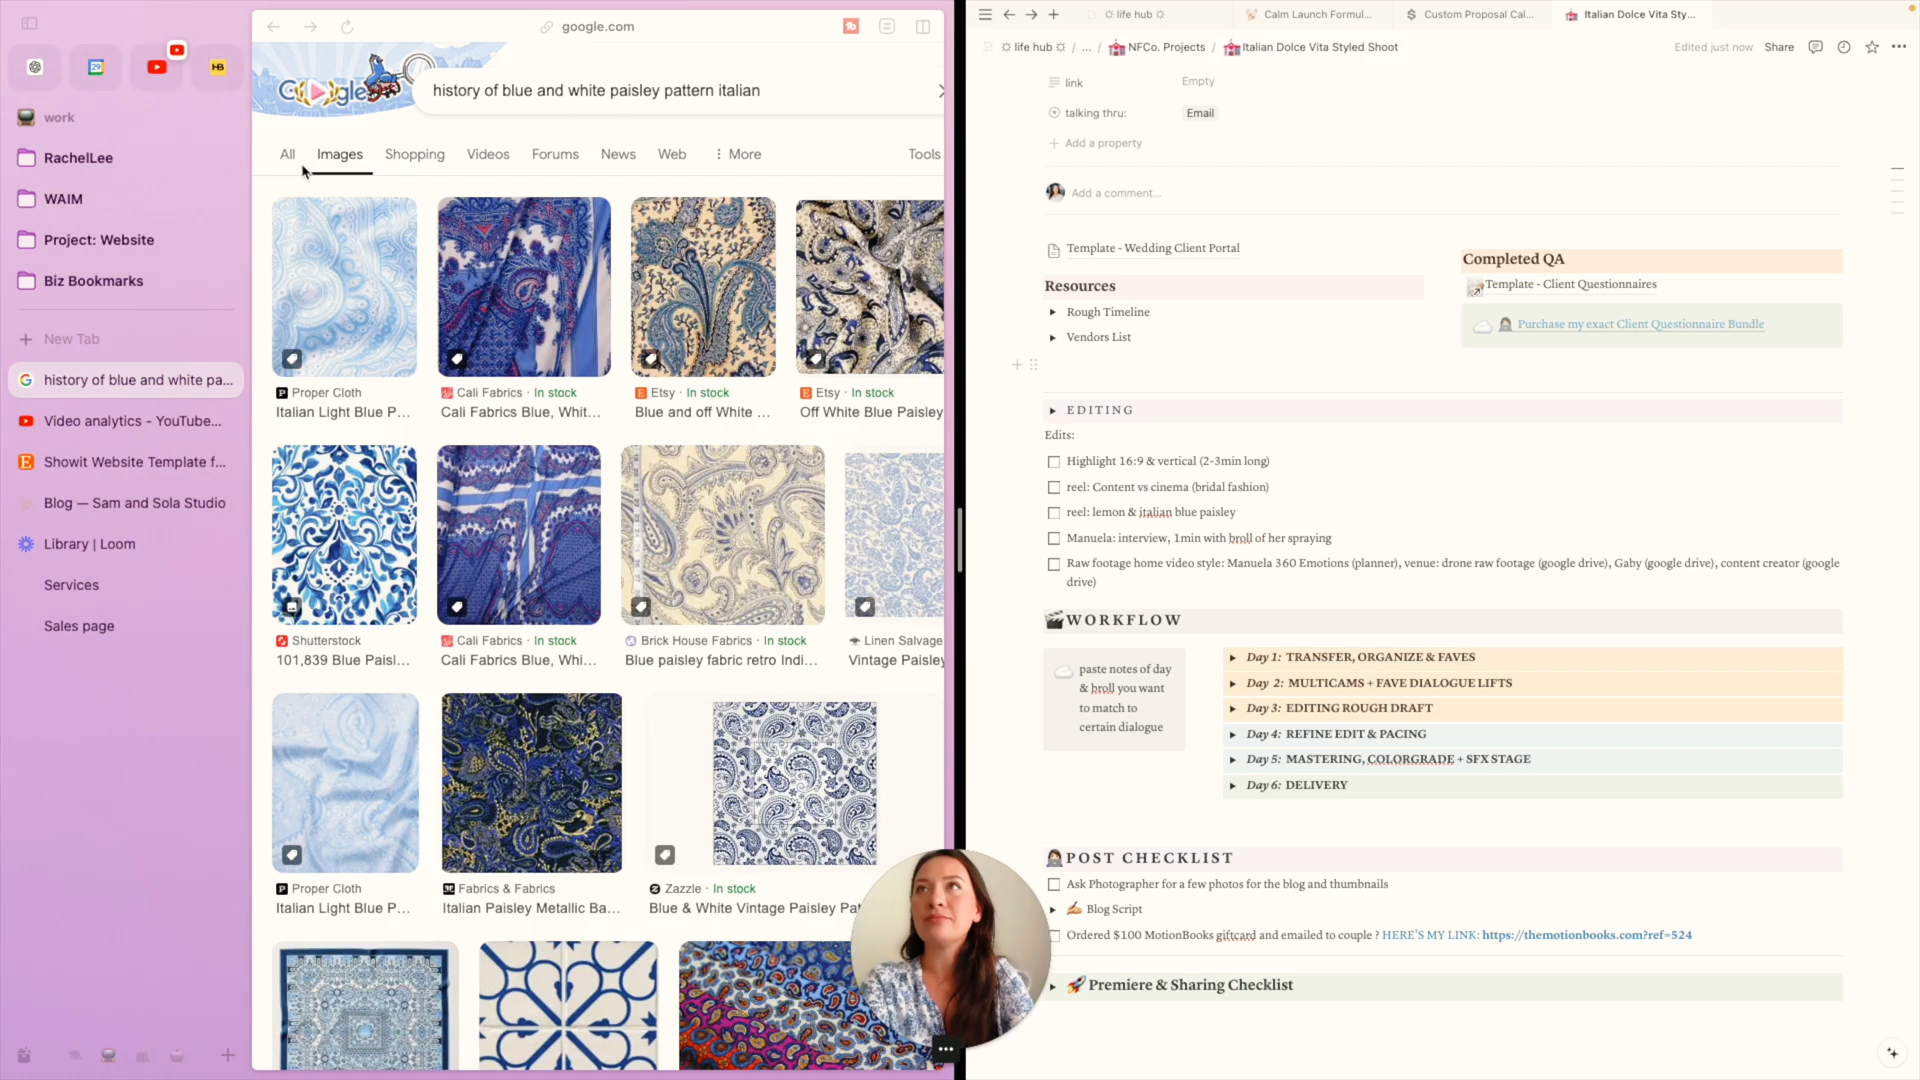 29
HB
work
RachelLee
WAIM
Project: Website
Biz Bookmarks
New Tab
history of blue and white pa...
Video analytics - YouTube...
Showit Website Template f...
Blog — Sam and Sola Studio
Library | Loom
Services
Sales page
google.com
Google
history of blue and white paisley pattern italian
All Images Shopping Videos Forums News Web More Tools
Proper Cloth
Italian Light Blue P...
Cali Fabrics · In stock
Cali Fabrics Blue, Whit...
Etsy · In stock
Blue and off White ...
Etsy · In stock
Off White Blue Paisley
Shutterstock
101,839 Blue Paisl...
Cali Fabrics · In stock
Cali Fabrics Blue, Whi...
Brick House Fabrics · In stock
Blue paisley fabric retro Indi...
Linen Salvage
Vintage Paisley
Proper Cloth
Italian Light Blue P...
Fabrics & Fabrics
Italian Paisley Metallic Ba...
Zazzle · In stock
Blue & White Vintage Paisley Pat
life hub
Calm Launch Formul...
Custom Proposal Cal...
Italian Dolce Vita Sty...
life hub / ... / NFCo. Projects / Italian Dolce Vita Styled Shoot
Edited just now Share
link Empty
talking thru: Email
Add a property
Add a comment...
Template - Wedding Client Portal
Resources
Rough Timeline
Vendors List
Completed QA
Template - Client Questionnaires
Purchase my exact Client Questionnaire Bundle
EDITING
Edits:
Highlight 16:9 & vertical (2-3min long)
reel: Content vs cinema (bridal fashion)
reel: lemon & italian blue paisley
Manuela: interview, 1min with broll of her spraying
Raw footage home video style: Manuela 360 Emotions (planner), venue: drone raw footage (google drive), Gaby (google drive), content creator (google
drive)
WORKFLOW
paste notes of day
& broll you want
to match to
certain dialogue
Day 1: TRANSFER, ORGANIZE & FAVES
Day 2: MULTICAMS + FAVE DIALOGUE LIFTS
Day 3: EDITING ROUGH DRAFT
Day 4: REFINE EDIT & PACING
Day 5: MASTERING, COLORGRADE + SFX STAGE
Day 6: DELIVERY
POST CHECKLIST
Ask Photographer for a few photos for the blog and thumbnails
Blog Script
Ordered $100 MotionBooks giftcard and emailed to couple ? HERE'S MY LINK: https://themotionbooks.com?ref=524
Premiere & Sharing Checklist